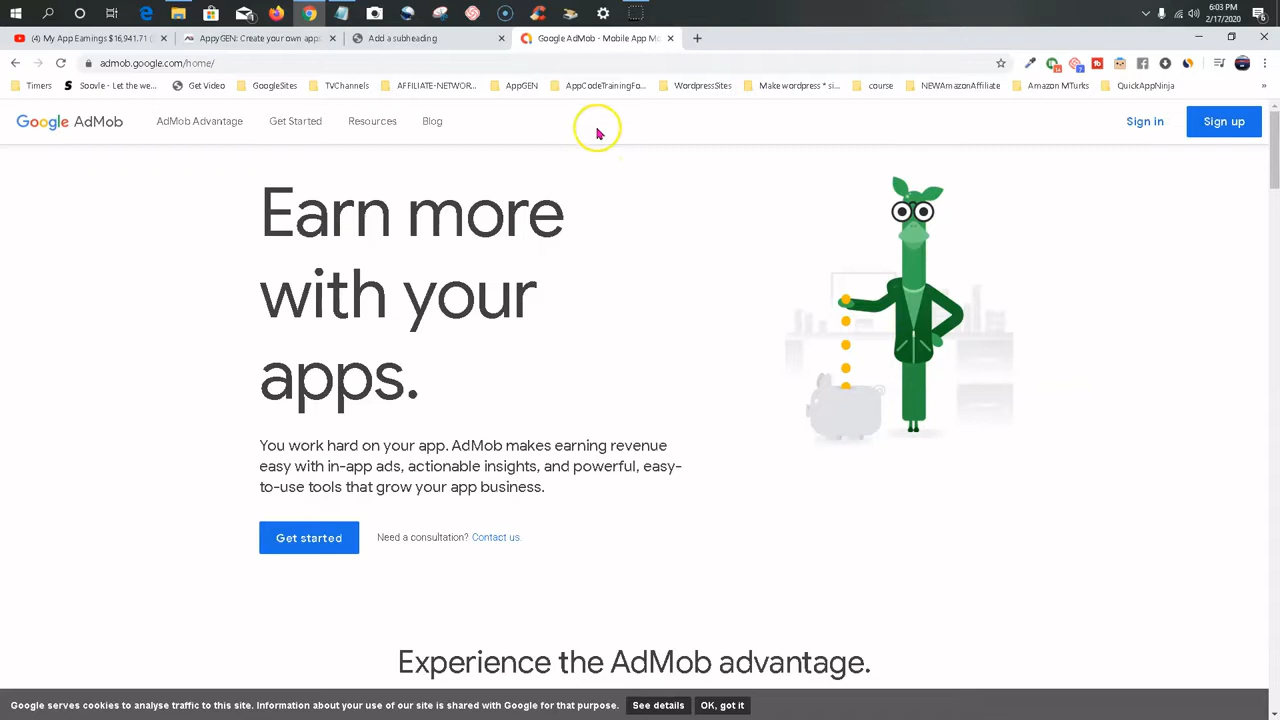 6:03 PM
2/17/2020
(4) My App Earnings $16,941.71 (
AppyGEN: Create your own apps
Add a subheading
Google AdMob - Mobile App Mo
admob.google.com/home/
Timers
Soovle - Let the we...
Get Video
GoogleSites
TVChannels
AFFILIATE-NETWOR...
AppGEN
AppCodeTrainingFo...
WordpressSites
Make wordpress * si...
course
NEWAmazonAffiliate
Amazon MTurks
QuickAppNinja
»
Google AdMob
AdMob Advantage
Get Started
Resources
Blog
Sign in
Sign up
Earn more
with your
apps.
You work hard on your app. AdMob makes earning revenue
easy with in-app ads, actionable insights, and powerful, easy-
to-use tools that grow your app business.
Get started
Need a consultation? Contact us.
Experience the AdMob advantage.
Google serves cookies to analyse traffic to this site. Information about your use of our site is shared with Google for that purpose.
See details
OK, got it